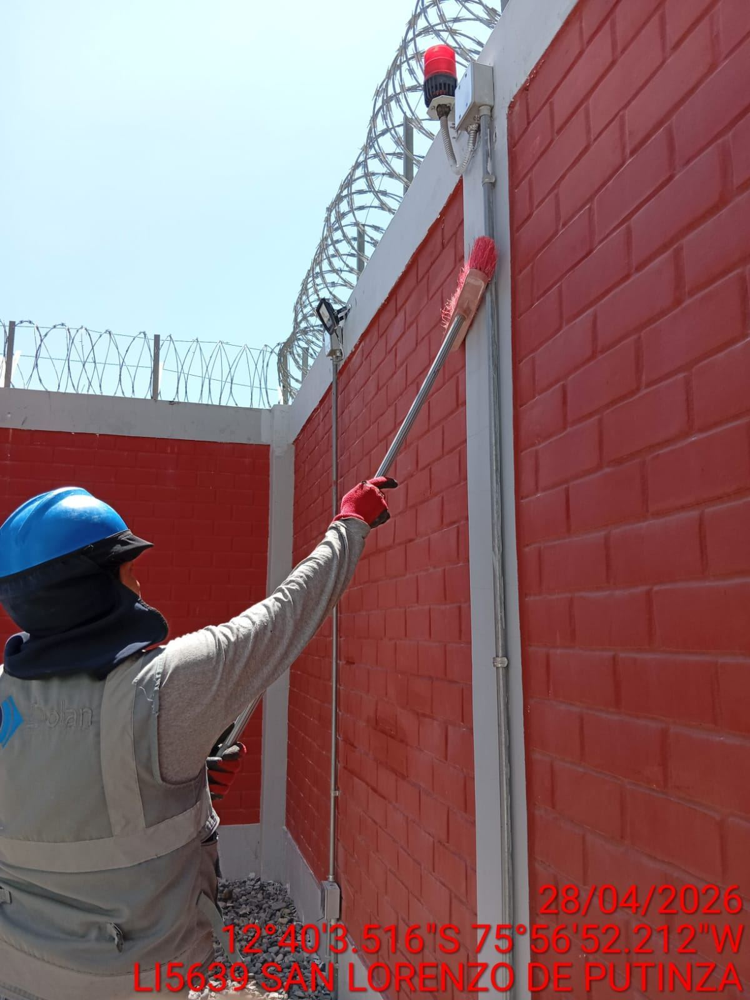 Dolan
28/04/2026
12°40'3.516"S 75°56'52.212"W
LI5639 SAN LORENZO DE PUTINZA